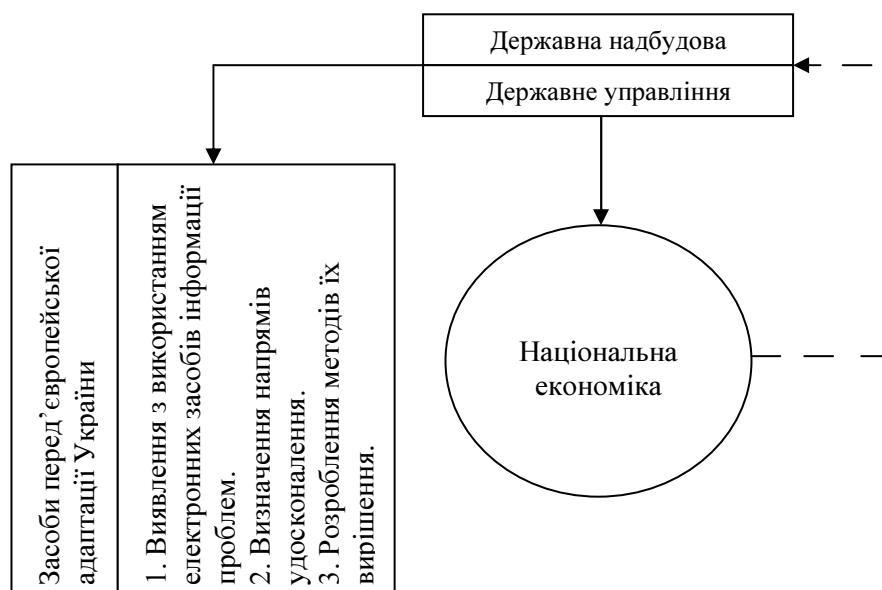 Державна надбудова
Державне управління
Засоби перед’європейської
адаптації України
1. Виявлення з використанням
електронних засобів інформації
проблем.
2. Визначення напрямів
удосконалення.
3. Розроблення методів їх
вирішення.
Національна
економіка